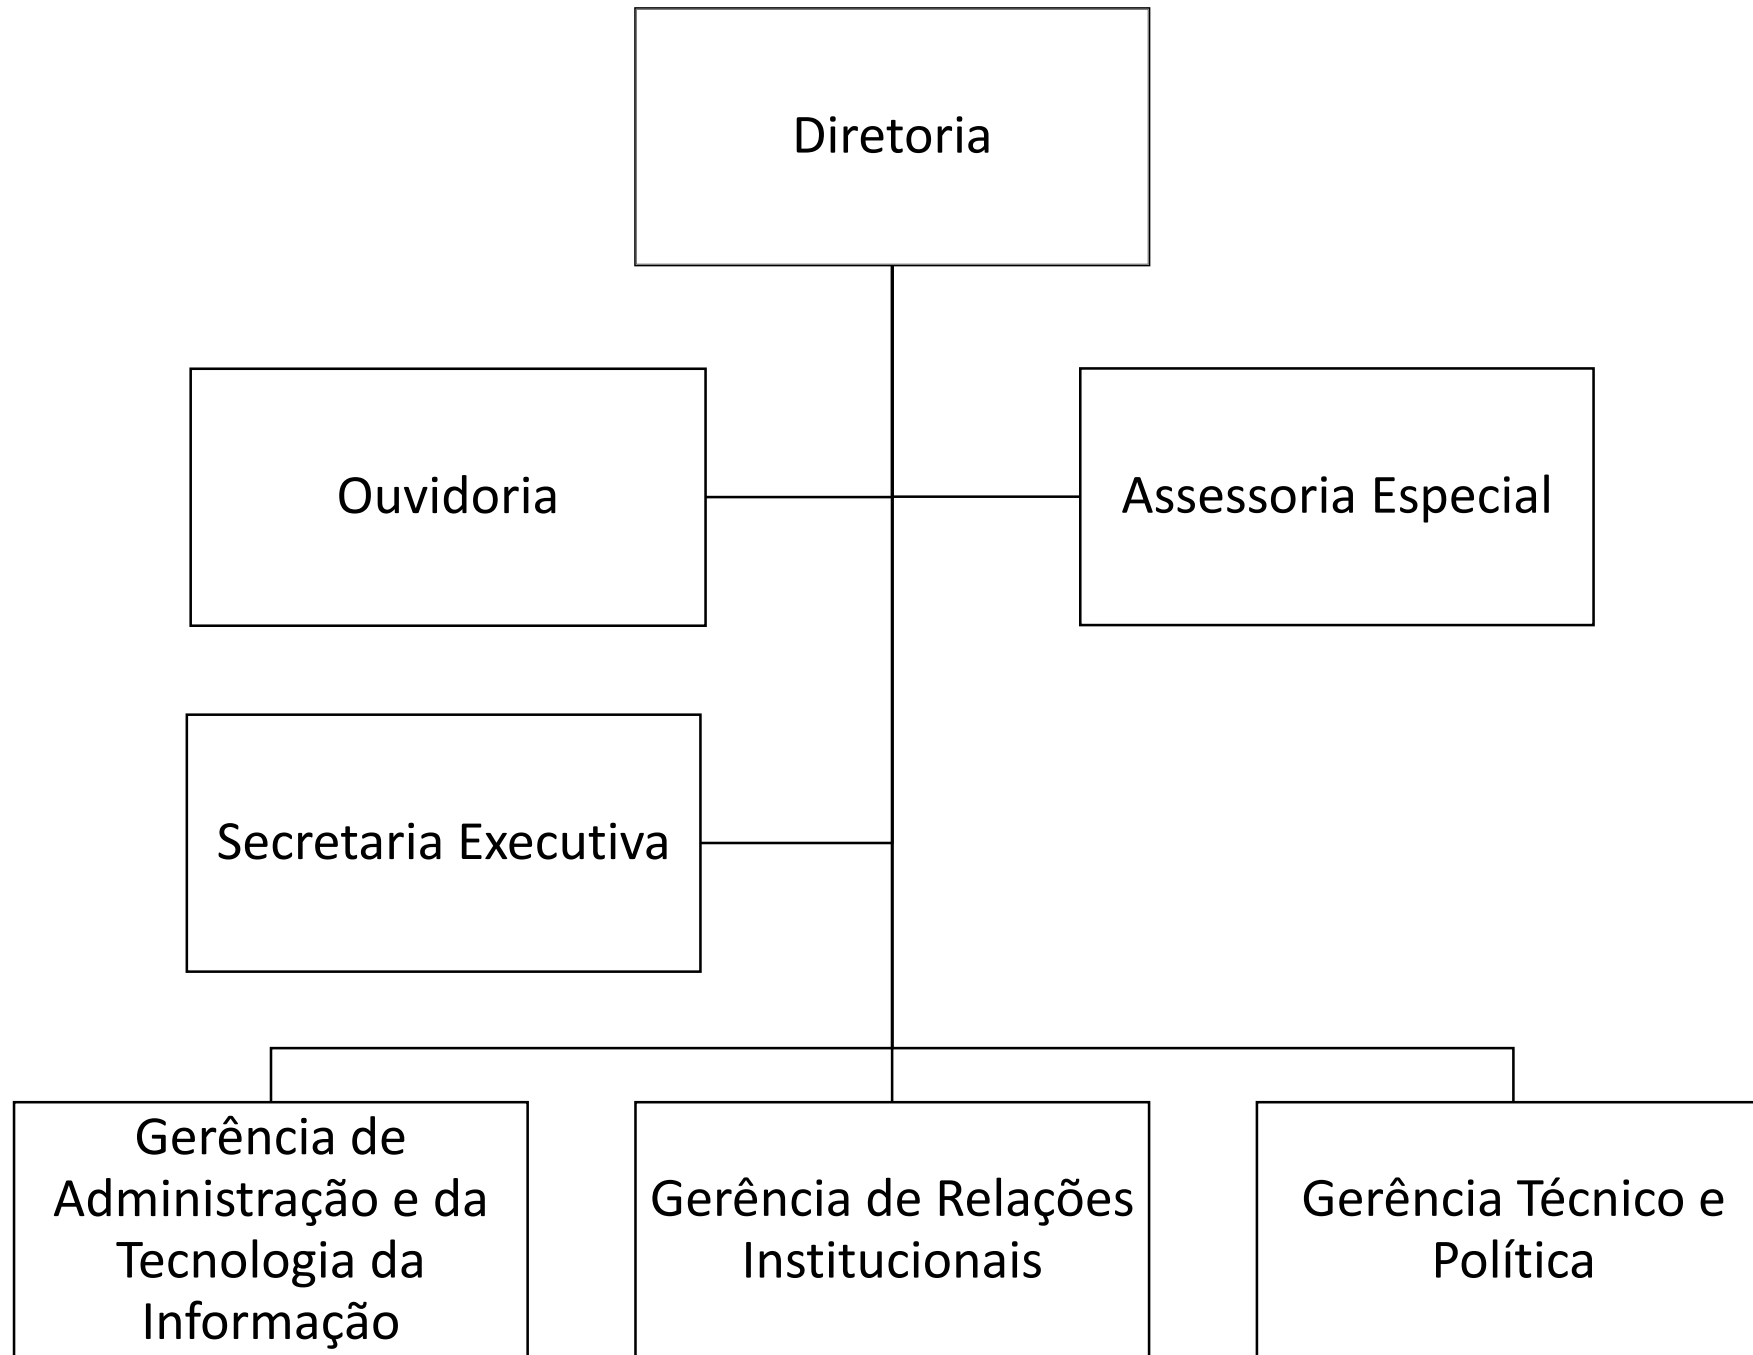 Diretoria
Ouvidoria
Assessoria Especial
Secretaria Executiva
Gerência de
Administração e da
Tecnologia da
Informação
Gerência de Relações
Institucionais
Gerência Técnico e
Política